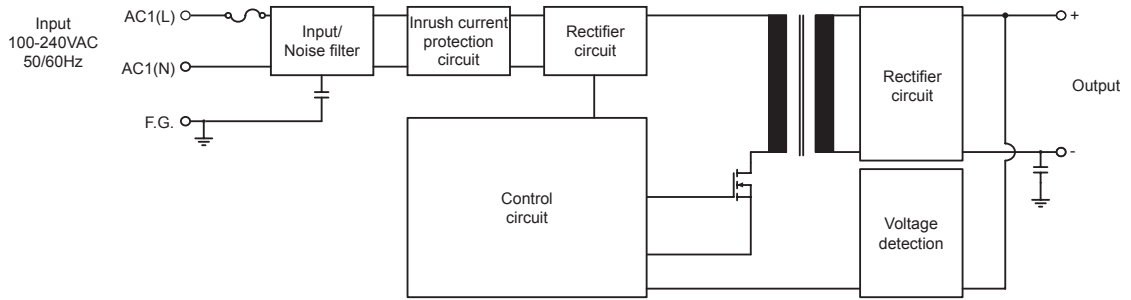 Input
100-240VAC
50/60Hz
AC1(L)
AC1(N)
F.G.
Input/
Noise filter
Inrush current
protection
circuit
Rectifier
circuit
Control
circuit
Rectifier
circuit
Voltage
detection
+
Output
-